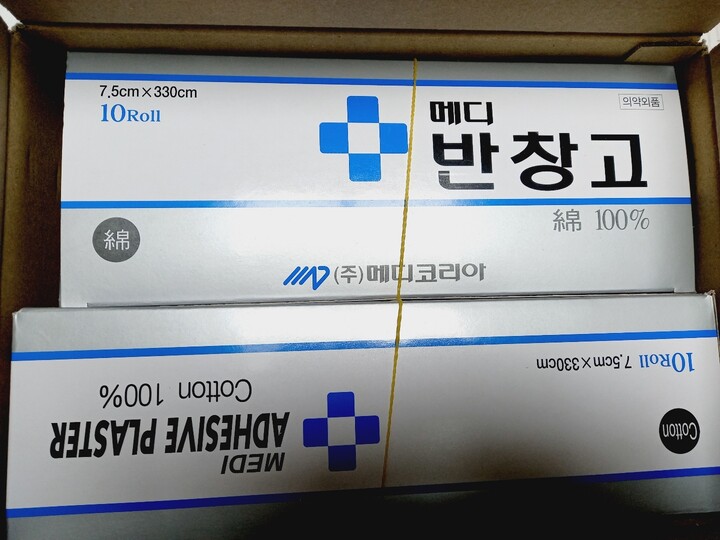 7.5cm×330cm
10Roll
의약외품
메디
반창고
綿 100%
綿
(주)메디코리아
MEDI
ADHESIVE PLASTER
Cotton 100%
10Roll 7.5cm×330cm
Cotton